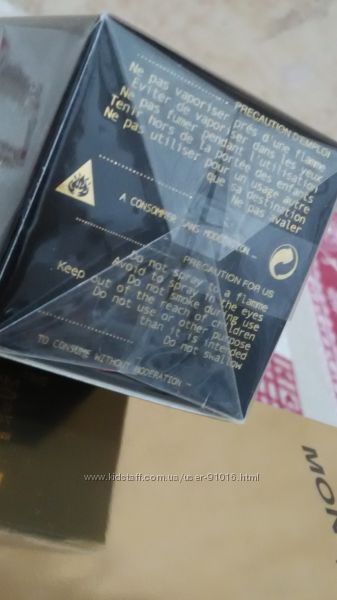 PRECAUTION D'EMPLOI
Ne pas vaporiser près d'une flamme
Eviter de vaporiser dans les yeux
Ne pas fumer pendant l'utilisation
Tenir hors de la portée des enfants
Ne pas utiliser pour un usage autre
que sa destination
Ne pas avaler
A CONSOMMER SANS MODERATION -
PRECAUTION FOR US
Do not spray to a flamme
Avoid to spray in the eyes
Do not smoke during use
Keep out of the reach of children
Do not use or other purpose
than it is intended
Do not swallow
TO CONSUME WITHOUT MODERATION -
www.kidstaff.com.ua/user-91016.html
MON